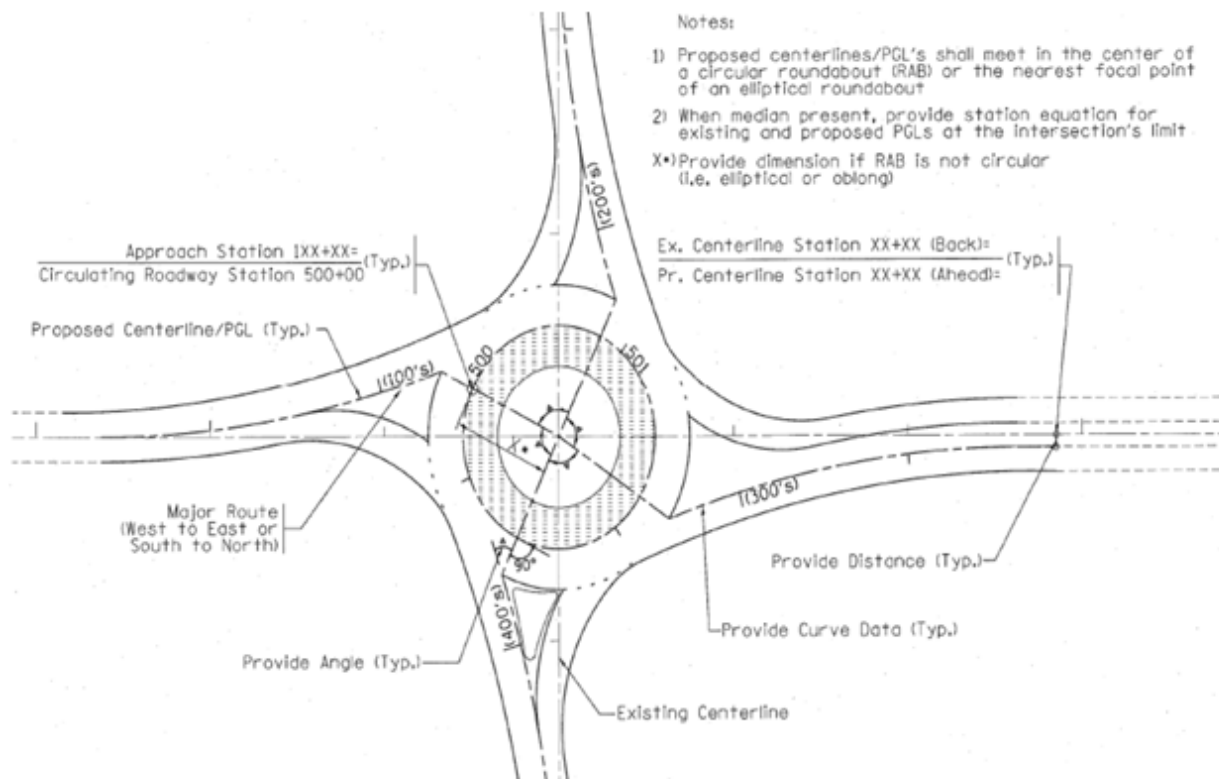 Notes:
1) Proposed centerlines/PGL's shall meet in the center of
a circular roundabout (RAB) or the nearest focal point
of an elliptical roundabout
2) When median present, provide station equation for
existing and proposed PGLs at the intersection's limit
X*) Provide dimension if RAB is not circular
(i.e. elliptical or oblong)
(200's)
Approach Station 1XX+XX=
Circulating Roadway Station 500+00
(Typ.)
Ex. Centerline Station XX+XX (Back)=
Pr. Centerline Station XX+XX (Ahead)=
(Typ.)
Proposed Centerline/PGL (Typ.)
(100's)
500
501
X*
Major Route
(West to East or
South to North)
(300's)
Provide Distance (Typ.)
90°
(400's)
Provide Curve Data (Typ.)
Provide Angle (Typ.)
Existing Centerline